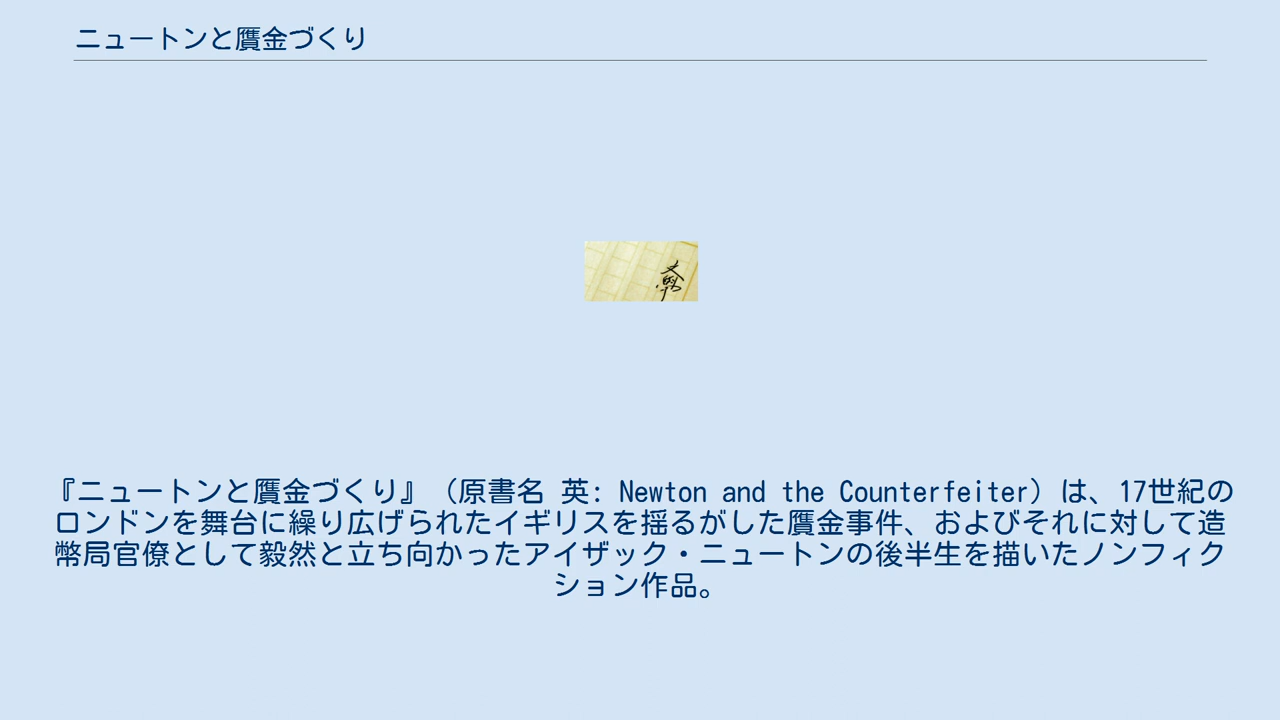 ニュートンと贋金づくり
『ニュートンと贋金づくり』（原書名 英: Newton and the Counterfeiter）は、17世紀の
ロンドンを舞台に繰り広げられたイギリスを揺るがした贋金事件、およびそれに対して造
幣局官僚として毅然と立ち向かったアイザック・ニュートンの後半生を描いたノンフィク
ション作品。